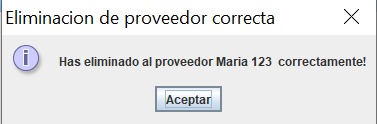 Eliminacion de proveedor correcta
Has eliminado al proveedor Maria 123  correctamente!
Aceptar